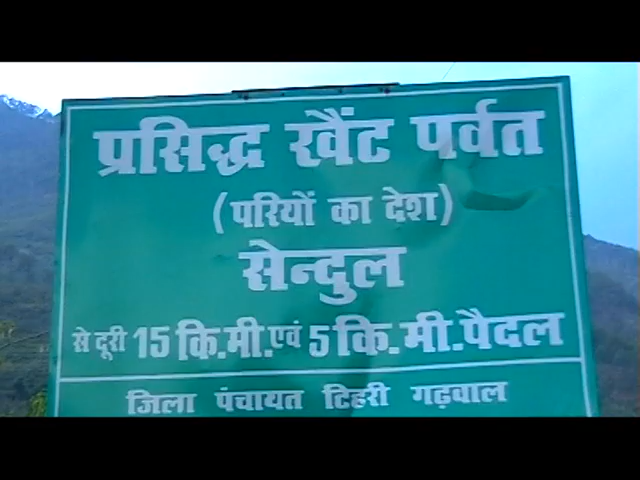 प्रसिद्ध खैंट पर्वत
(परियों का देश)
सेन्दुल
से दूरी 15 कि.मी.एवं 5 कि.मी.पैदल
जिला पंचायत टिहरी गढ़वाल